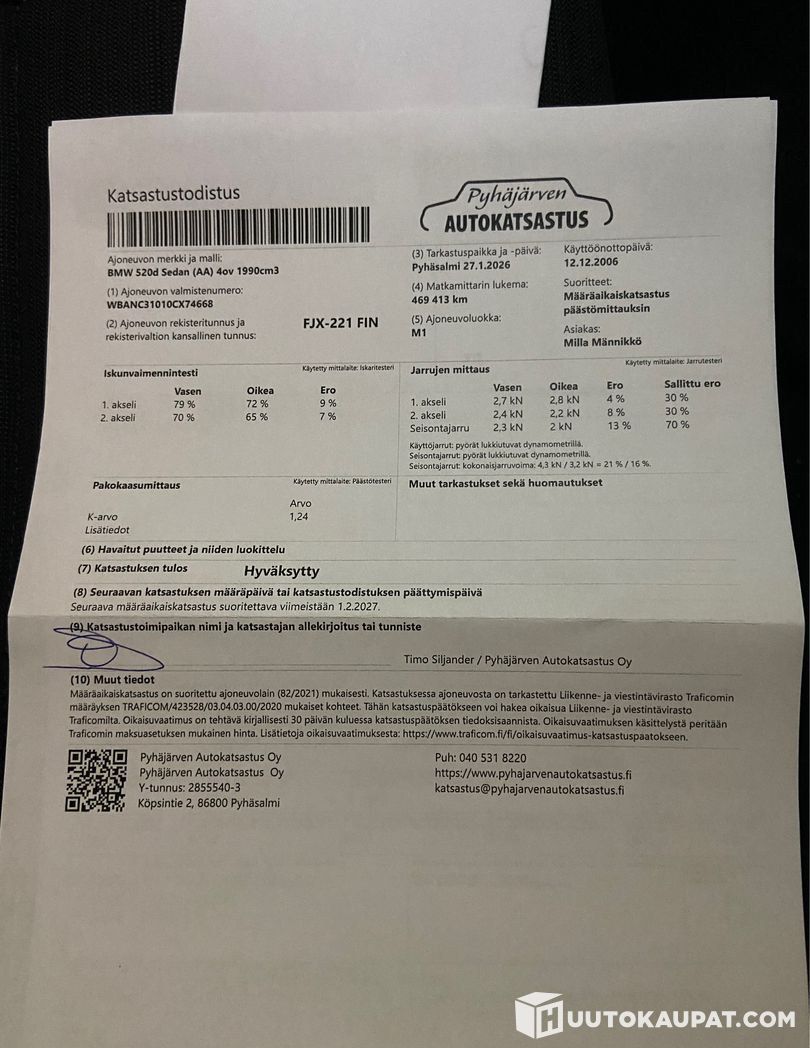 Katsastustodistus
Pyhäjärven
AUTOKATSASTUS
Ajoneuvon merkki ja malli:
BMW 520d Sedan (AA) 4ov 1990cm3
(1) Ajoneuvon valmistenumero:
WBANC31010CX74668
(2) Ajoneuvon rekisteritunnus ja
rekisterivaltion kansallinen tunnus:
FJX-221 FIN
(3) Tarkastuspaikka ja -päivä:
Pyhäsalmi 27.1.2026
(4) Matkamittarin lukema:
469 413 km
(5) Ajoneuvoluokka:
M1
Käyttöönottopäivä:
12.12.2006
Suoritteet:
Määräaikaiskatsastus
päästömittauksin
Asiakas:
Milla Männikkö
Iskunvaimennintesti Käytetty mittalaite: Iskaritesteri
Vasen Oikea Ero
1. akseli 79 % 72 % 9 %
2. akseli 70 % 65 % 7 %
Jarrujen mittaus Käytetty mittalaite: Jarrutesteri
Vasen Oikea Ero Sallittu ero
1. akseli 2,7 kN 2,8 kN 4 % 30 %
2. akseli 2,4 kN 2,2 kN 8 % 30 %
Seisontajarru 2,3 kN 2 kN 13 % 70 %
Käyttöjarrut: pyörät lukkiutuvat dynamometrillä.
Seisontajarrut: pyörät lukkiutuvat dynamometrillä.
Seisontajarrut: kokonaisjarruvoima: 4,3 kN / 3,2 kN = 21 % / 16 %.
Pakokaasumittaus Käytetty mittalaite: Päästötesteri
Arvo
K-arvo 1,24
Lisätiedot
Muut tarkastukset sekä huomautukset
(6) Havaitut puutteet ja niiden luokittelu
(7) Katsastuksen tulos Hyväksytty
(8) Seuraavan katsastuksen määräpäivä tai katsastustodistuksen päättymispäivä
Seuraava määräaikaiskatsastus suoritettava viimeistään 1.2.2027.
(9) Katsastustoimipaikan nimi ja katsastajan allekirjoitus tai tunniste
Timo Siljander / Pyhäjärven Autokatsastus Oy
(10) Muut tiedot
Määräaikaiskatsastus on suoritettu ajoneuvolain (82/2021) mukaisesti. Katsastuksessa ajoneuvosta on tarkastettu Liikenne- ja viestintävirasto Traficomin
määräyksen TRAFICOM/423528/03.04.03.00/2020 mukaiset kohteet. Tähän katsastuspäätökseen voi hakea oikaisua Liikenne- ja viestintävirasto
Traficomilta. Oikaisuvaatimus on tehtävä kirjallisesti 30 päivän kuluessa katsastuspäätöksen tiedoksisaannista. Oikaisuvaatimuksen käsittelystä peritään
Traficomin maksuasetuksen mukainen hinta. Lisätietoja oikaisuvaatimuksesta: https://www.traficom.fi/fi/oikaisuvaatimus-katsastuspaatokseen.
Pyhäjärven Autokatsastus Oy
Pyhäjärven Autokatsastus Oy
Y-tunnus: 2855540-3
Köpsintie 2, 86800 Pyhäsalmi
Puh: 040 531 8220
https://www.pyhajarvenautokatsastus.fi
katsastus@pyhajarvenautokatsastus.fi
HUUTOKAUPAT.COM